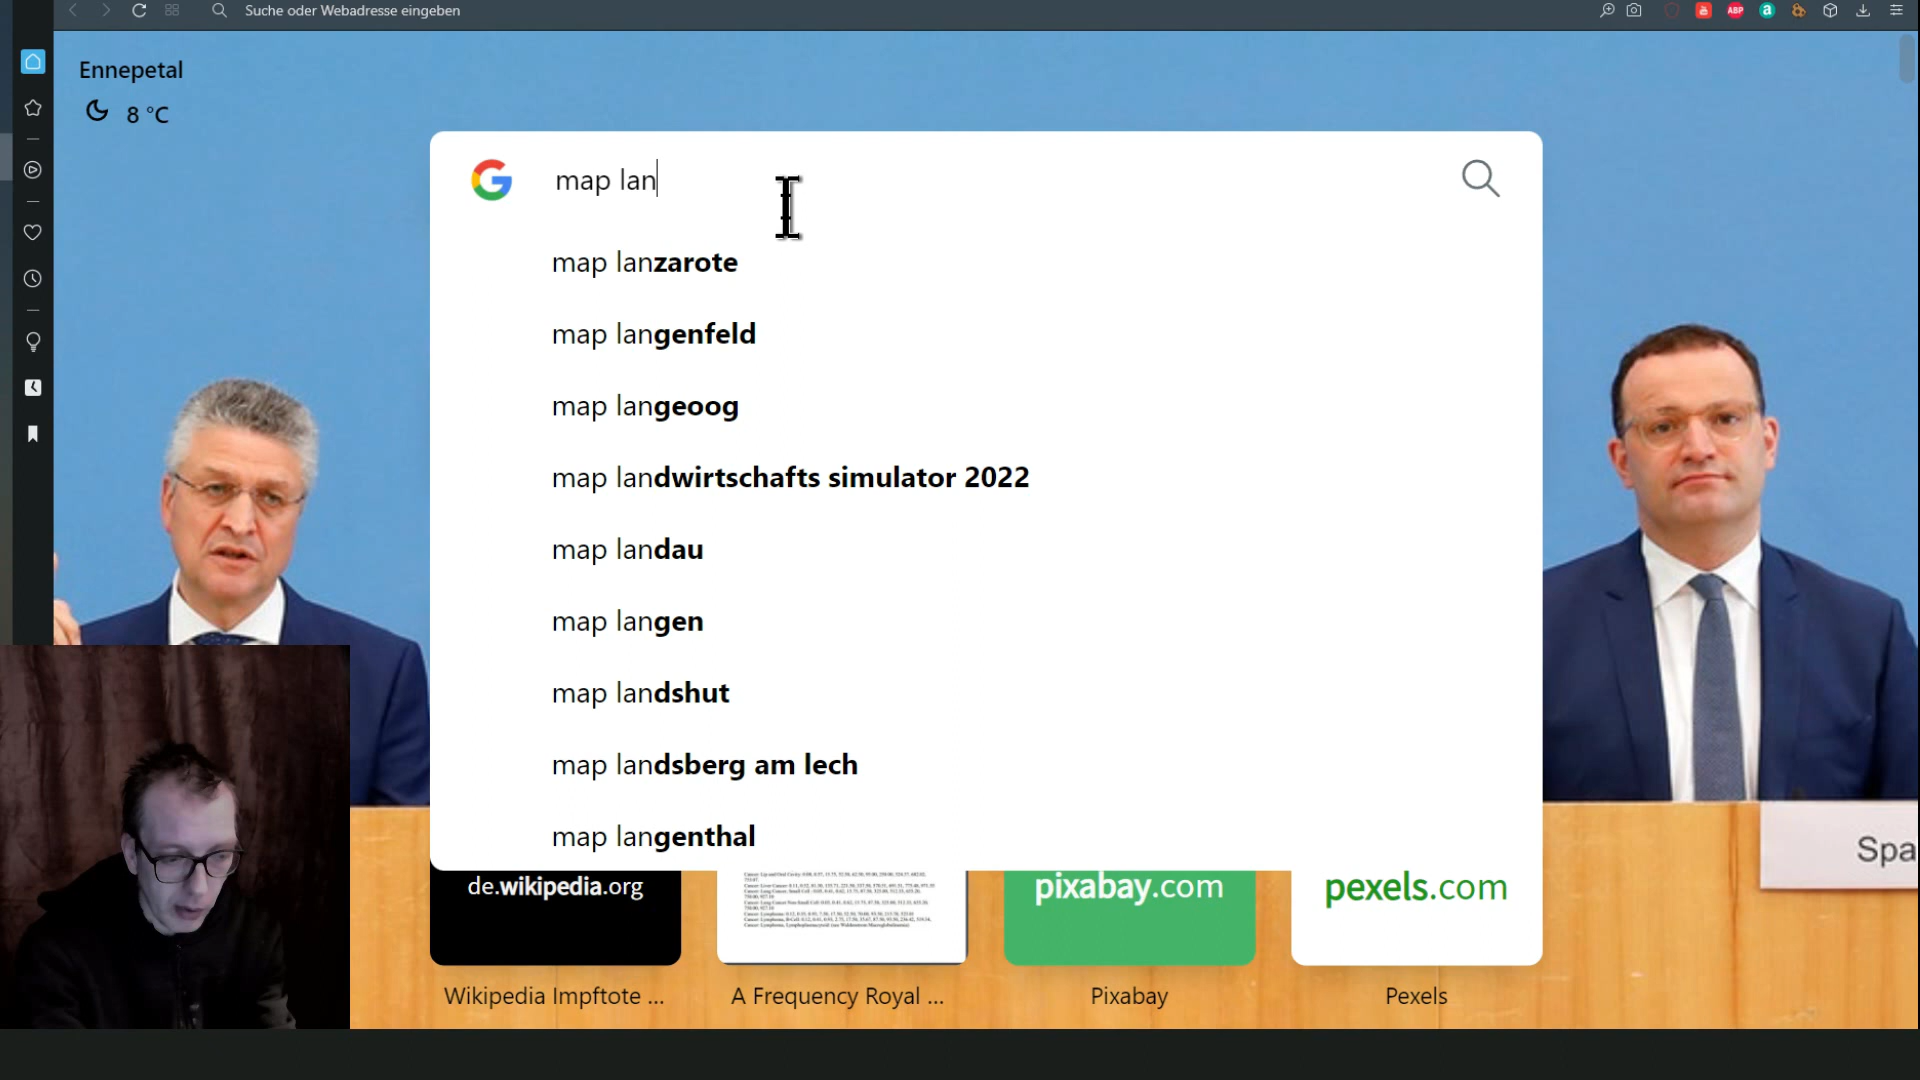 Suche oder Webadresse eingeben
ABP
Ennepetal
8 °C
map lan
map lanzarote
map langenfeld
map langeoog
map landwirtschafts simulator 2022
map landau
map langen
map landshut
map landsberg am lech
map langenthal
Spa
de.wikipedia.org
pixabay.com
pexels.com
Wikipedia Impftote ...
A Frequency Royal ...
Pixabay
Pexels